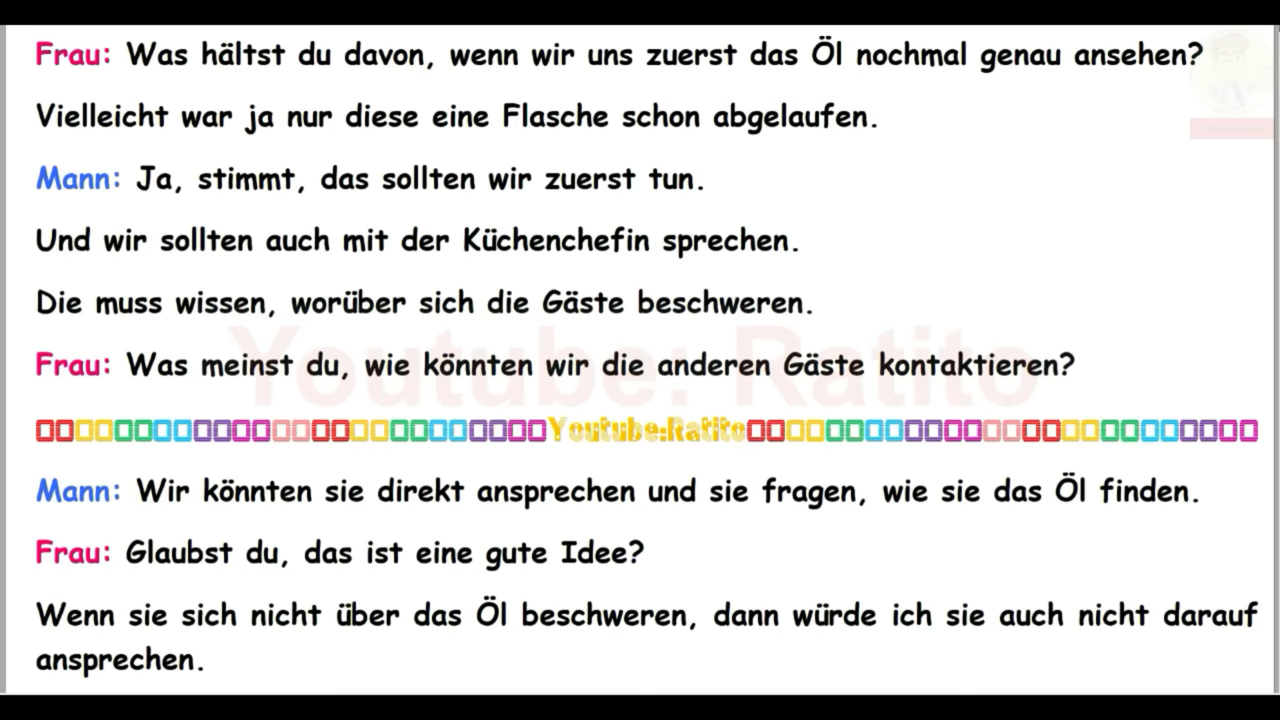 Frau: Was hältst du davon, wenn wir uns zuerst das Öl nochmal genau ansehen?
Vielleicht war ja nur diese eine Flasche schon abgelaufen.
Mann: Ja, stimmt, das sollten wir zuerst tun.
Und wir sollten auch mit der Küchenchefin sprechen.
Die muss wissen, worüber sich die Gäste beschweren.
Youtube: Ratito
Frau: Was meinst du, wie könnten wir die anderen Gäste kontaktieren?
Youtube:Ratito
Mann: Wir könnten sie direkt ansprechen und sie fragen, wie sie das Öl finden.
Frau: Glaubst du, das ist eine gute Idee?
Wenn sie sich nicht über das Öl beschweren, dann würde ich sie auch nicht darauf
ansprechen.